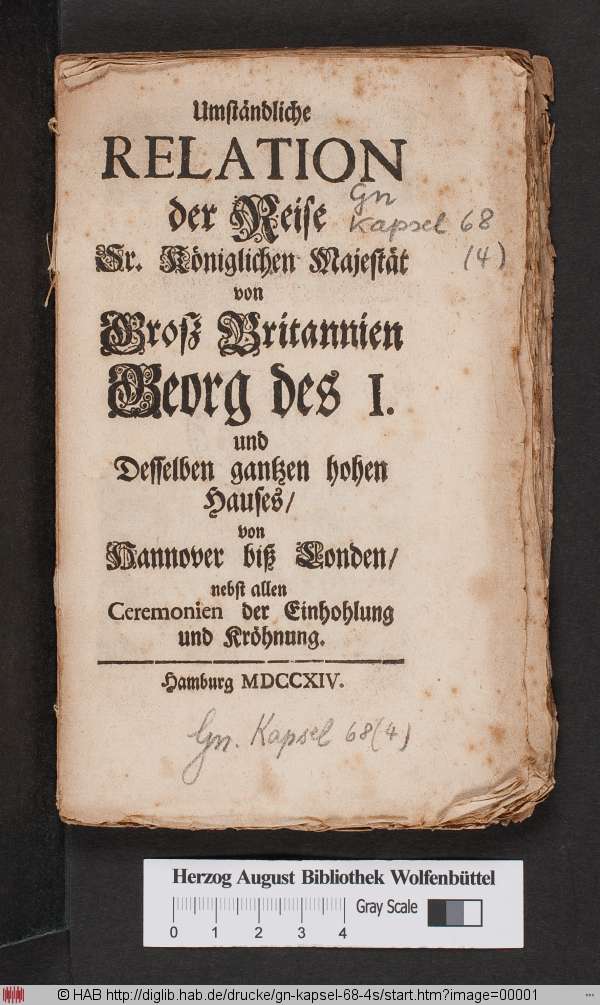 Umständliche
RELATION
der Reise
Gn
Kapsel 68
(4)
Sr. Königlichen Majestät
von
Groß Britannien
Georg des I.
und
Desselben gantzen hohen
Hauses/
von
Hannover biß Londen/
nebst allen
Ceremonien der Einhohlung
und Kröhnung.
Hamburg MDCCXIV.
Gn. Kapsel 68(4)
Herzog August Bibliothek Wolfenbüttel
Gray Scale
0 1 2 3 4
© HAB http://diglib.hab.de/drucke/gn-kapsel-68-4s/start.htm?image=00001